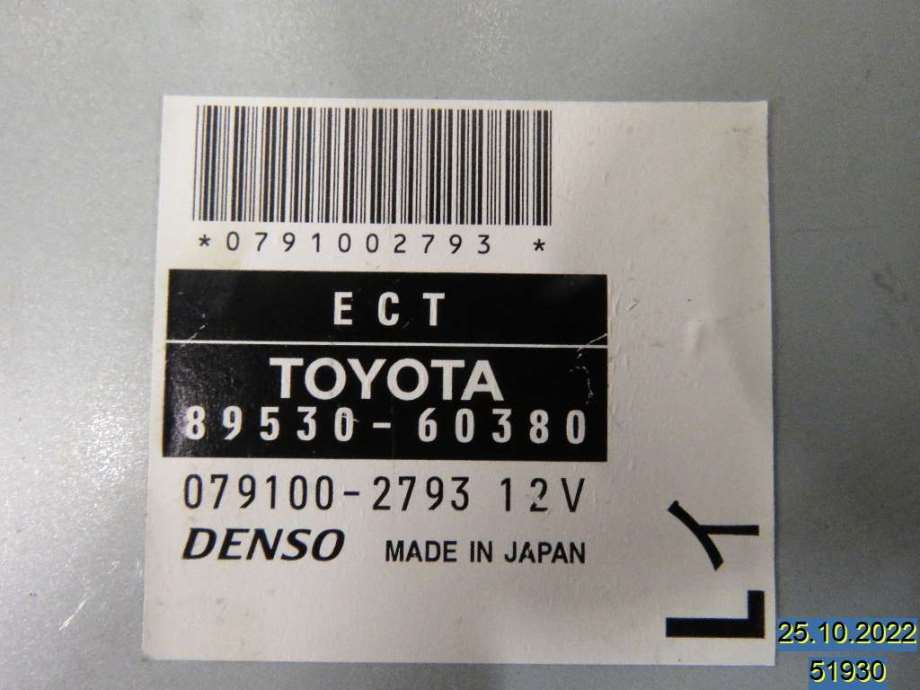 *0791002793 *
ECT
TOYOTA
89530-60380
079100-2793 12V
DENSO MADE IN JAPAN
LY
25.10.2022
51930